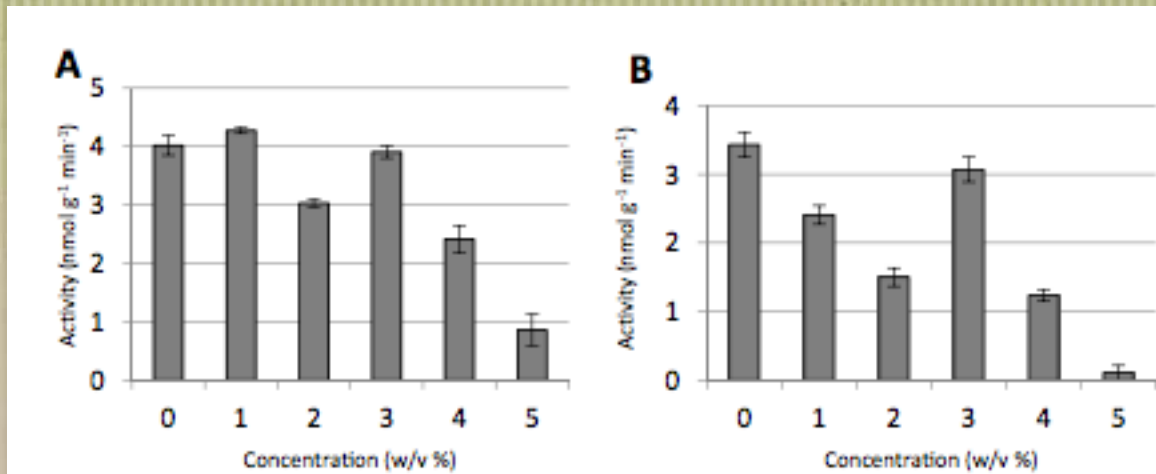 A
Activity (nmol g⁻¹ min⁻¹)
5
4
3
2
1
0
0 1 2 3 4 5
Concentration (w/v %)
B
Activity (nmol g⁻¹ min⁻¹)
4
3
2
1
0
0 1 2 3 4 5
Concentration (w/v %)